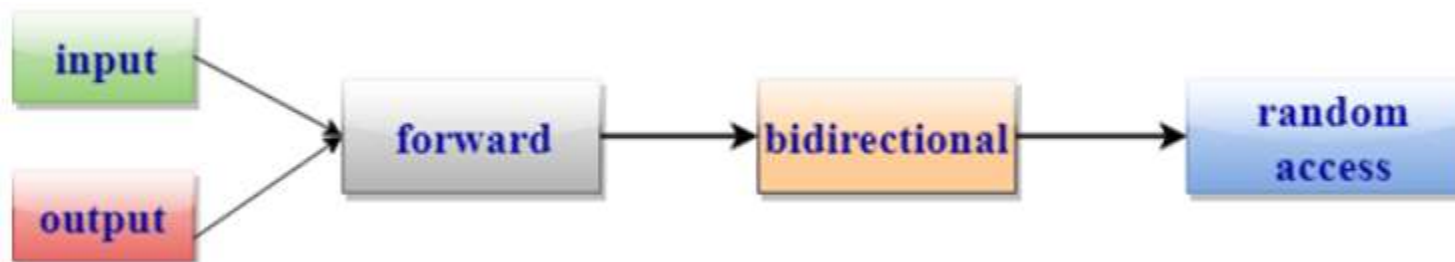 input
output
forward
bidirectional
random
access